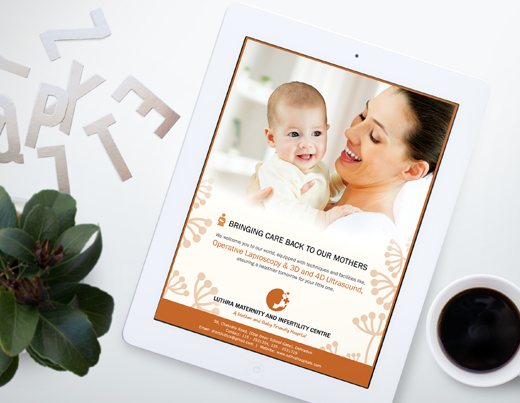 Z
Y
P
E
Q
T
BRINGING CARE BACK TO OUR MOTHERS
We welcome you to our world, equipped with techniques and facilities like,
Operative Laproscopy & 3D and 4D Ultrasound,
assuring a healthier tomorrow for your little one.
LUTHRA MATERNITY AND INFERTILITY CENTRE
A Mother and Baby Friendly Hospital